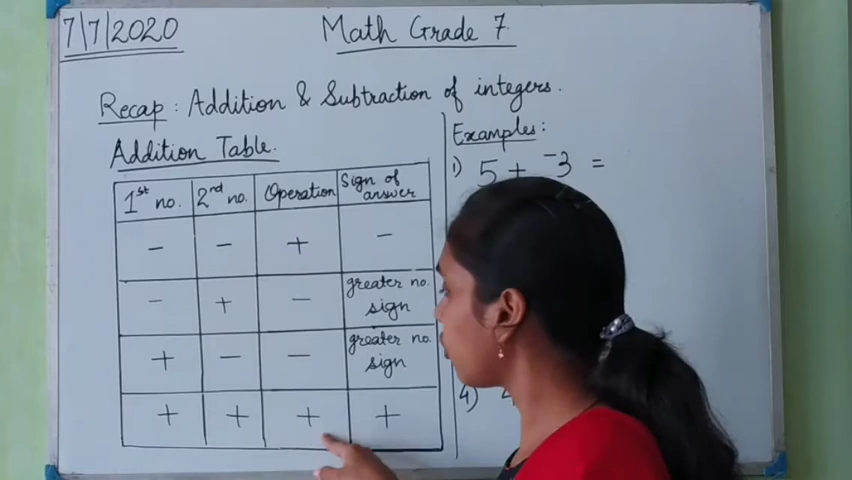 7/7/2020
Math Grade 7
Recap : Addition & Subtraction of integers.
Addition Table.
1st no. 2nd no. Operation Sign of answer
- - + -
- + - greater no. sign
+ - - greater no. sign
+ + + +
Examples:
1) 5 + -3 =
4)